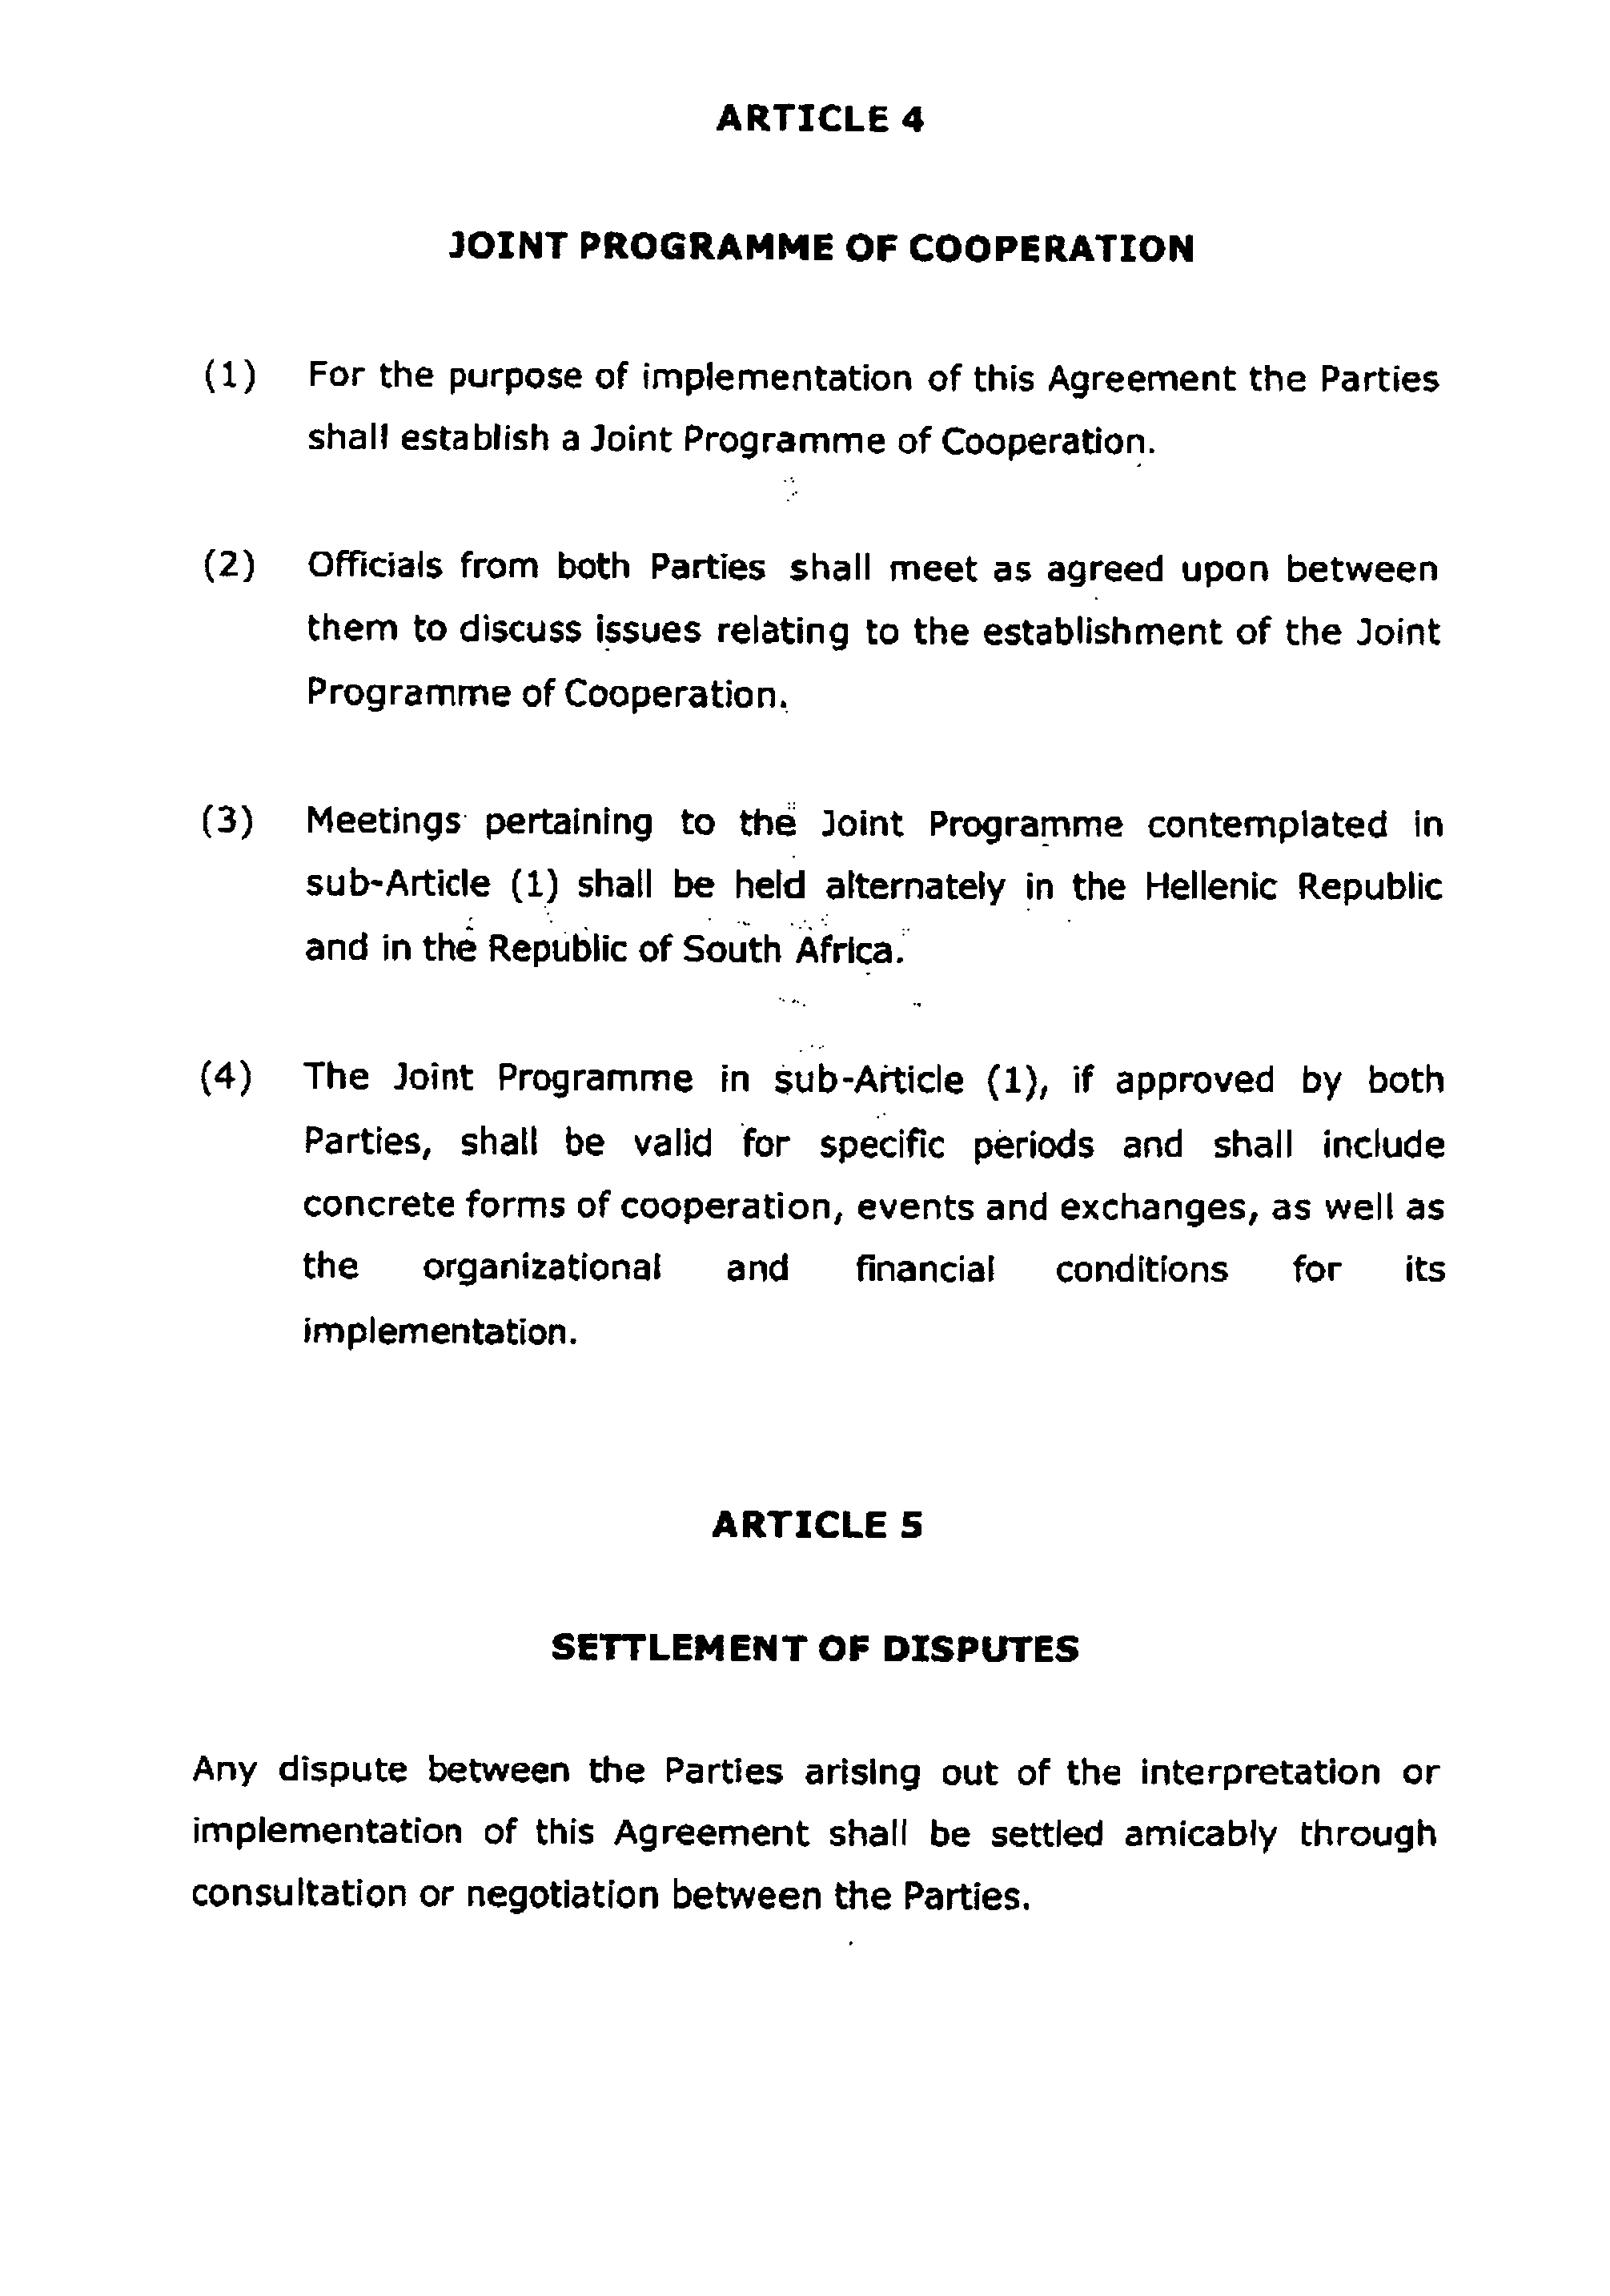 ARTICLE 4
JOINT PROGRAMME OF COOPERATION
(1) For the purpose of implementation of this Agreement the Parties
shall establish a Joint Programme of Cooperation.
(2) Officials from both Parties shall meet as agreed upon between
them to discuss issues relating to the establishment of the Joint
Programme of Cooperation.
(3) Meetings pertaining to the Joint Programme contemplated in
sub-Article (1) shall be held alternately in the Hellenic Republic
and in the Republic of South Africa.
(4) The Joint Programme in sub-Article (1), if approved by both
Parties, shall be valid for specific periods and shall include
concrete forms of cooperation, events and exchanges, as well as
the organizational and financial conditions for its
implementation.
ARTICLE 5
SETTLEMENT OF DISPUTES
Any dispute between the Parties arising out of the interpretation or
implementation of this Agreement shall be settled amicably through
consultation or negotiation between the Parties.